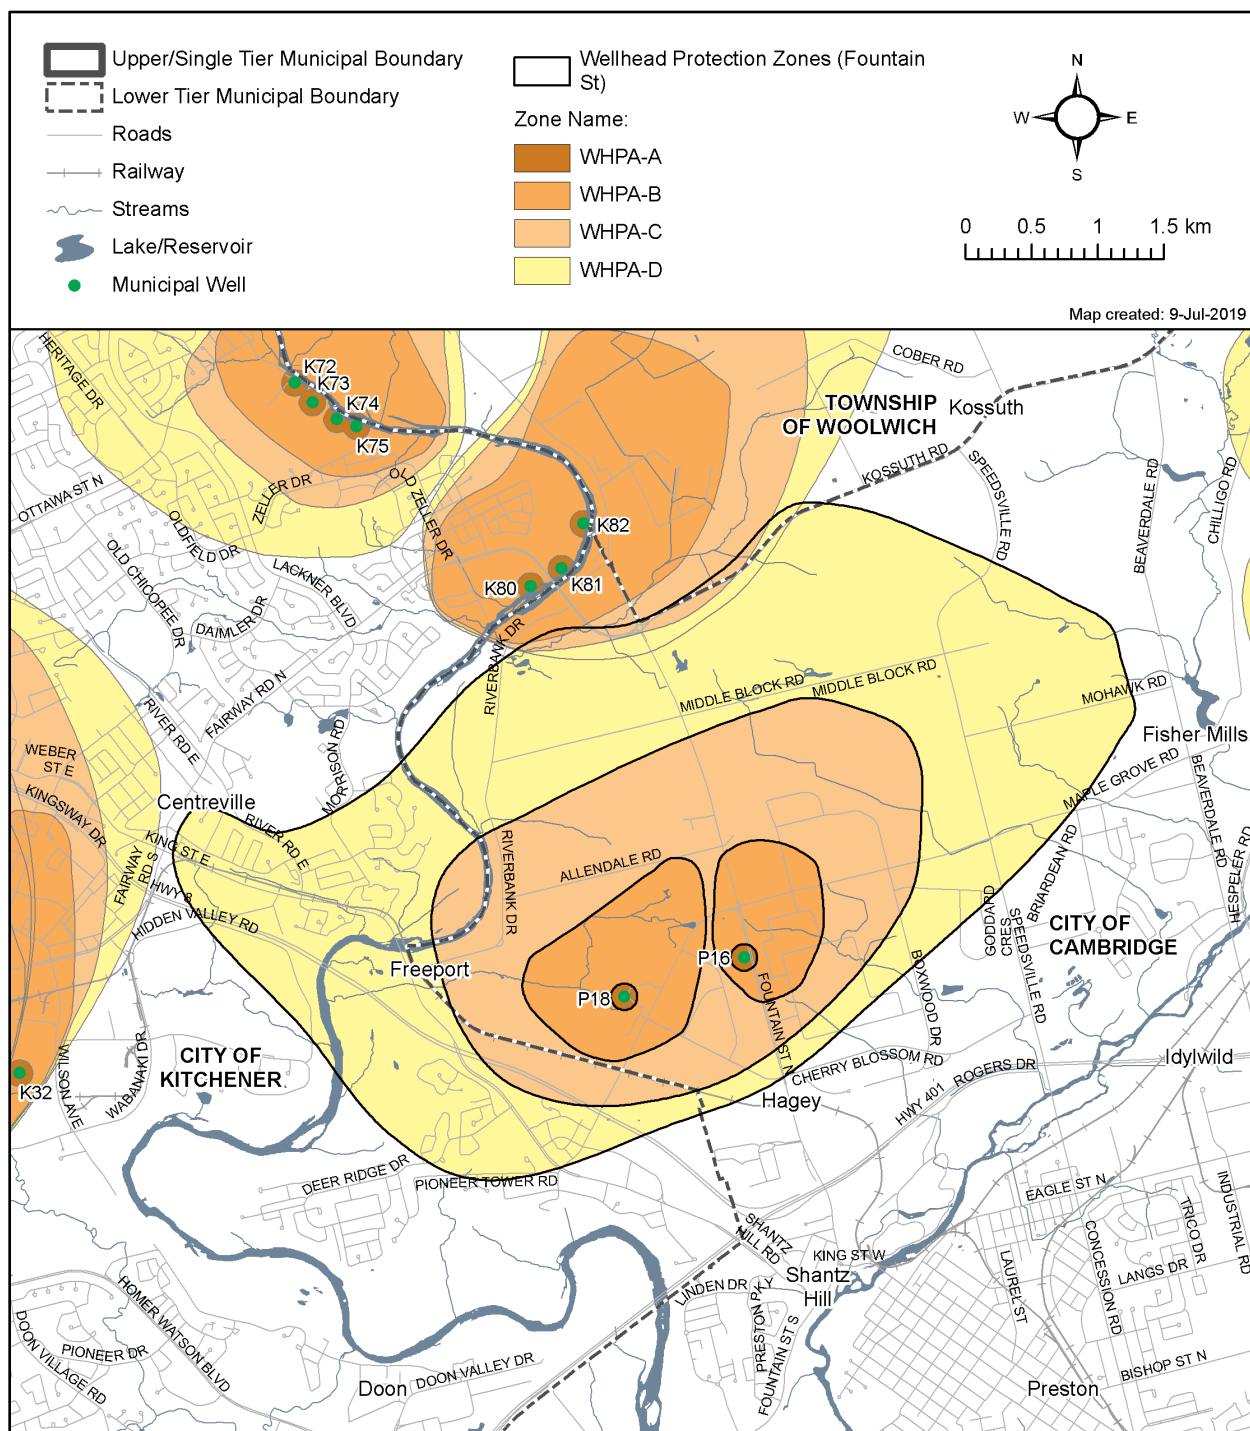 Upper/Single Tier Municipal Boundary
Lower Tier Municipal Boundary
Roads
Railway
Streams
Lake/Reservoir
Municipal Well
Wellhead Protection Zones (Fountain
St)
Zone Name:
WHPA-A
WHPA-B
WHPA-C
WHPA-D
N
W
E
S
0 0.5 1 1.5 km
Map created: 9-Jul-2019
HERITAGE DR
K72
K73
K74
K75
COBER RD
TOWNSHIP
OF WOOLWICH
Kossuth
KOSSUTH RD
SPEEDSVILLE RD
BEAVERDALE RD
CHILLIGO RD
OTTAWA ST N
ZELLER DR
OLD ZELLER DR
OLDFIELD DR
OLD CHICOPEE DR
LACKNER BLVD
DAIMLER DR
K82
K81
K80
RIVERBANK DR
FAIRWAY RD N
RIVER RD E
MORRISON RD
MIDDLE BLOCK RD
MIDDLE BLOCK RD
MOHAWK RD
Fisher Mills
WEBER
ST E
KINGSWAY DR
Centreville
RIVER RD E
KING ST E
FAIRWAY
RD S
HWY 8
HIDDEN VALLEY RD
RIVERBANK DR
ALLENDALE RD
MAPLE GROVE RD
BEAVERDALE RD
HESPELER RD
BRIARDEAN RD
GODDARD
CRES
SPEEDSVILLE RD
CITY OF
CAMBRIDGE
Freeport
P16
P18
FOUNTAIN ST N
BOXWOOD DR
CITY OF
KITCHENER
K32
WILSON AVE
WABANAKI DR
CHERRY BLOSSOM RD
Hagey
HWY 401
ROGERS DR
Idylwild
DEER RIDGE DR
PIONEER TOWER RD
SHANTZ
HILL RD
KING ST W
EAGLE ST N
INDUSTRIAL RD
TRICO DR
CONCESSION RD
LANGS DR
LAUREL ST
Shantz
Hill
LINDEN DR
PRESTON PKY
FOUNTAIN ST S
HOMER WATSON BLVD
PIONEER DR
DOON VILLAGE RD
Doon
DOON VALLEY DR
BISHOP ST N
Preston